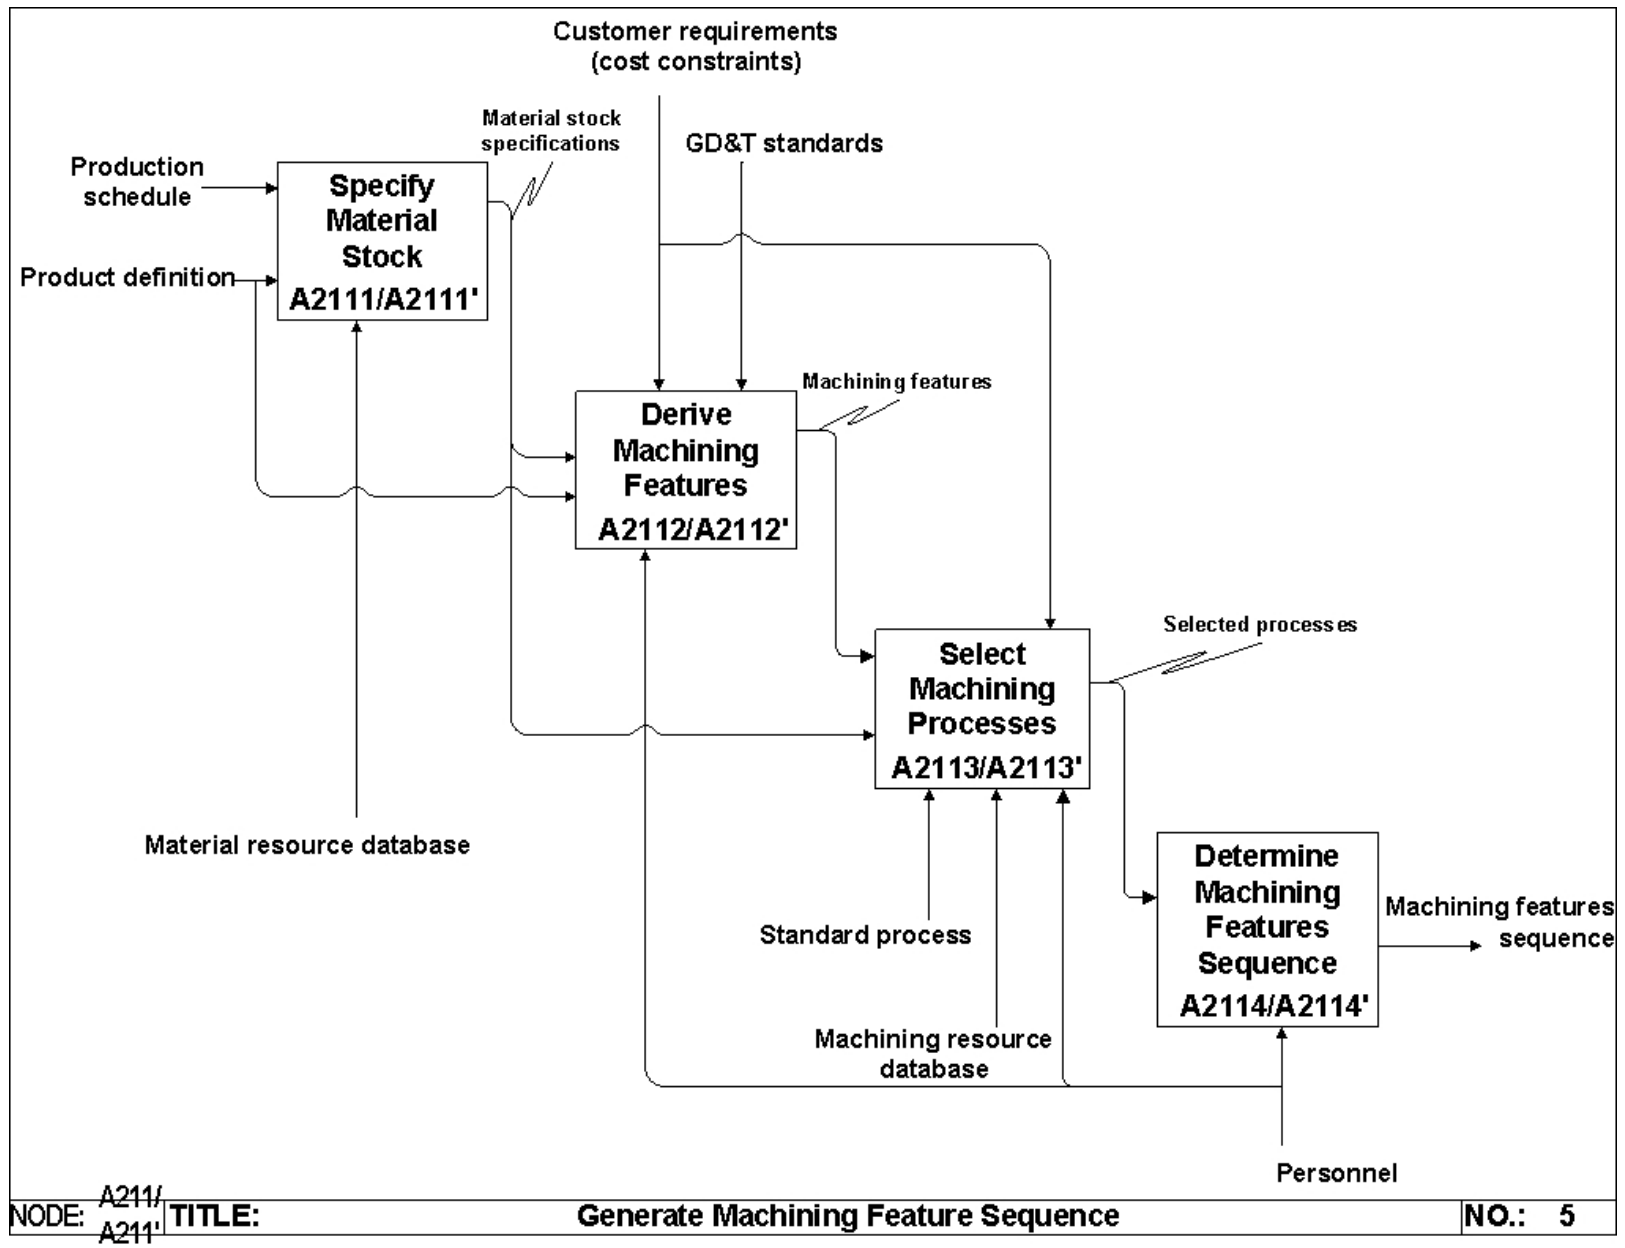 Customer requirements
(cost constraints)
Material stock
specifications
GD&T standards
Production
schedule
Specify
Material
Stock
A2111/A2111'
Product definition
Machining features
Derive
Machining
Features
A2112/A2112'
Selected processes
Select
Machining
Processes
A2113/A2113'
Material resource database
Determine
Machining
Features
Sequence
A2114/A2114'
Machining features
sequence
Standard process
Machining resource
database
Personnel
NODE: A211/
A211'
TITLE: Generate Machining Feature Sequence
NO.: 5